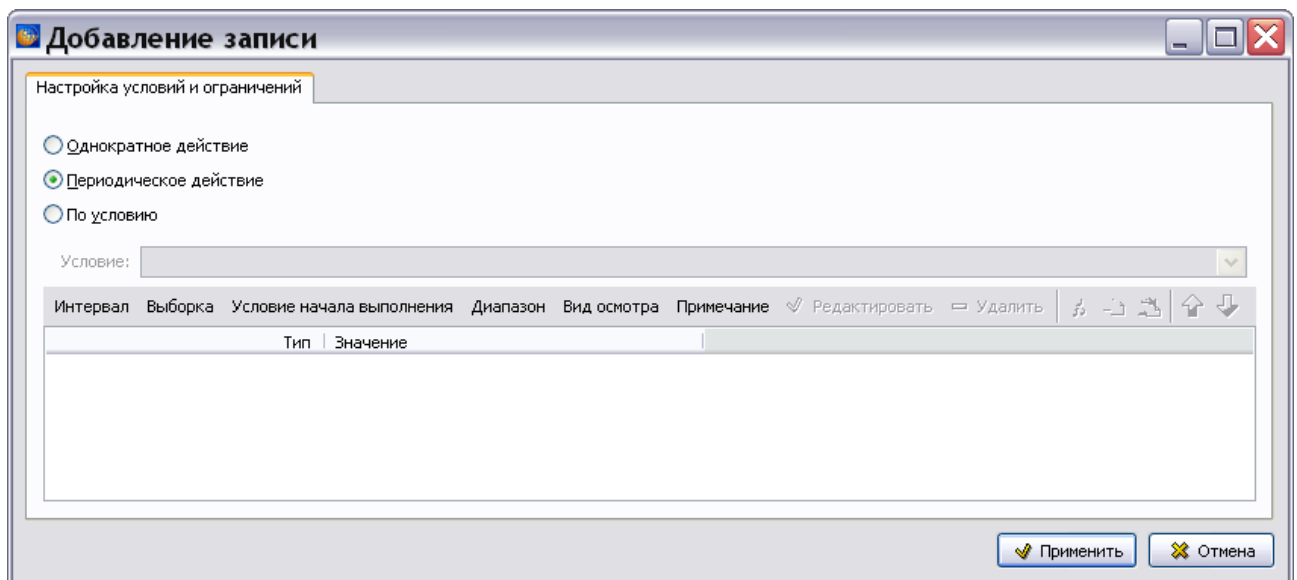 Добавление записи
Настройка условий и ограничений
Однократное действие
Периодическое действие
По условию
Условие:
Интервал Выборка Условие начала выполнения Диапазон Вид осмотра Примечание Редактировать Удалить
Тип Значение
Применить Отмена